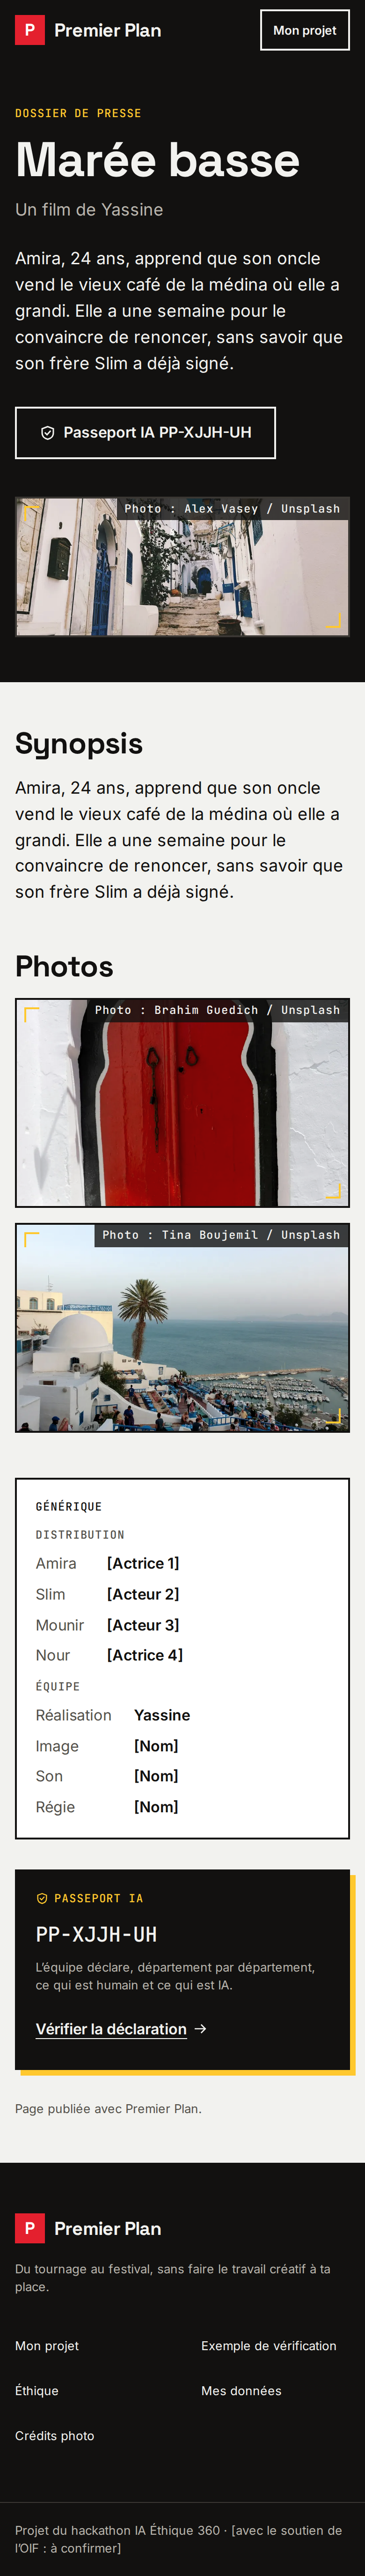 P Premier Plan
Mon projet
DOSSIER DE PRESSE
Marée basse
Un film de Yassine
Amira, 24 ans, apprend que son oncle
vend le vieux café de la médina où elle a
grandi. Elle a une semaine pour le
convaincre de renoncer, sans savoir que
son frère Slim a déjà signé.
Passeport IA PP-XJJH-UH
Photo : Alex Vasey / Unsplash
Synopsis
Amira, 24 ans, apprend que son oncle
vend le vieux café de la médina où elle a
grandi. Elle a une semaine pour le
convaincre de renoncer, sans savoir que
son frère Slim a déjà signé.
Photos
Photo : Brahim Guedich / Unsplash
Photo : Tina Boujemil / Unsplash
GÉNÉRIQUE
DISTRIBUTION
Amira [Actrice 1]
Slim [Acteur 2]
Mounir [Acteur 3]
Nour [Actrice 4]
ÉQUIPE
Réalisation Yassine
Image [Nom]
Son [Nom]
Régie [Nom]
PASSEPORT IA
PP-XJJH-UH
L'équipe déclare, département par département,
ce qui est humain et ce qui est IA.
Vérifier la déclaration →
Page publiée avec Premier Plan.
P Premier Plan
Du tournage au festival, sans faire le travail créatif à ta
place.
Mon projet
Exemple de vérification
Éthique
Mes données
Crédits photo
Projet du hackathon IA Éthique 360 · [avec le soutien de
l'OIF : à confirmer]